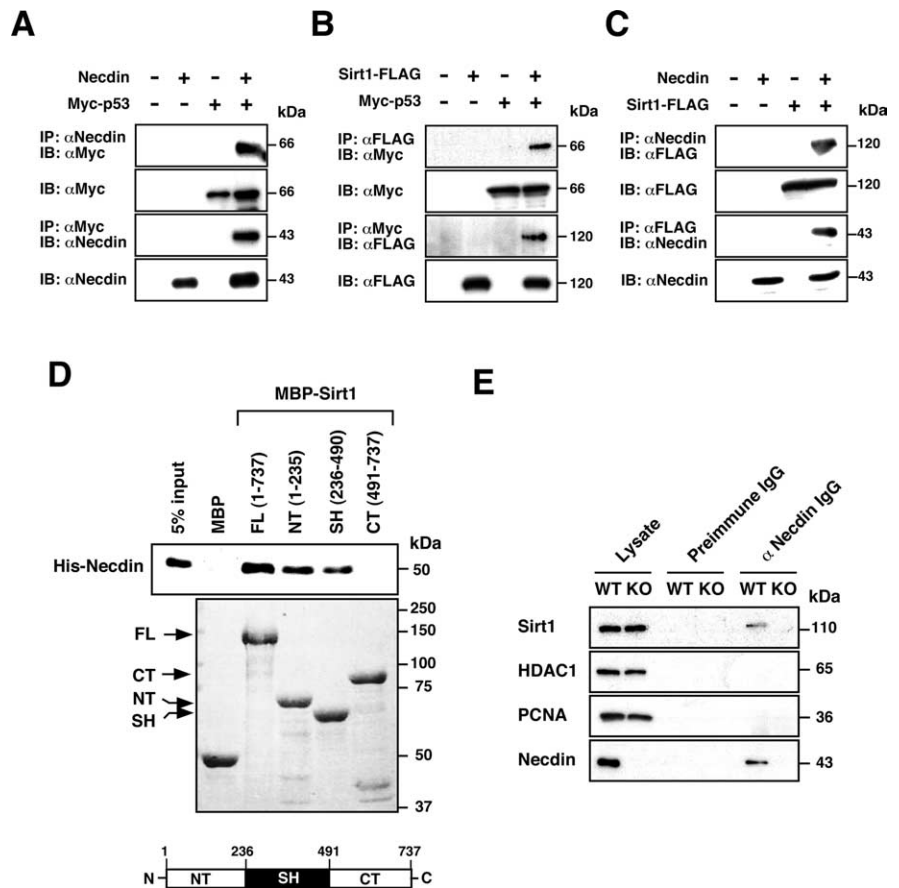 A
Necdin - + - +
Myc-p53 - - + +
kDa
IP: αNecdin
IB: αMyc
66
IB: αMyc
66
IP: αMyc
IB: αNecdin
43
IB: αNecdin
43
B
Sirt1-FLAG - + - +
Myc-p53 - - + +
kDa
IP: αFLAG
IB: αMyc
66
IB: αMyc
66
IP: αMyc
IB: αFLAG
120
IB: αFLAG
120
C
Necdin - + - +
Sirt1-FLAG - - + +
kDa
IP: αNecdin
IB: αFLAG
120
IB: αFLAG
120
IP: αFLAG
IB: αNecdin
43
IB: αNecdin
43
D
MBP-Sirt1
5% input
MBP
FL (1-737)
NT (1-235)
SH (236-490)
CT (491-737)
kDa
His-Necdin
50
250
FL
150
100
CT
75
NT
SH
50
37
1 236 491 737
N NT SH CT C
E
Lysate
Preimmune IgG
α Necdin IgG
WT KO WT KO WT KO
kDa
Sirt1
110
HDAC1
65
PCNA
36
Necdin
43